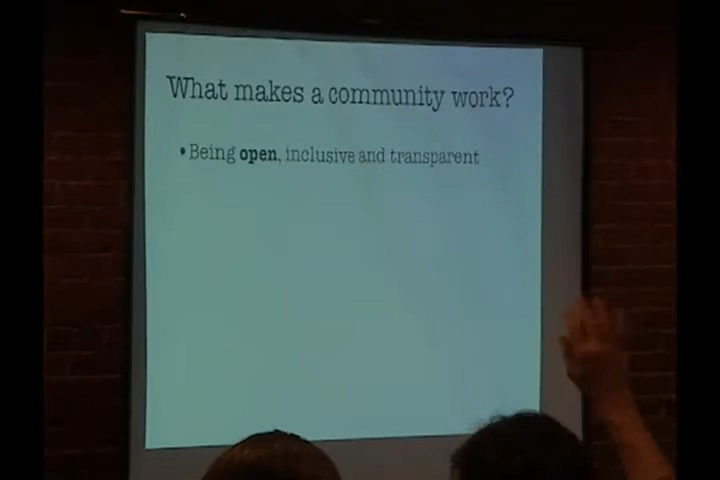 What makes a community work?
• Being open, inclusive and transparent